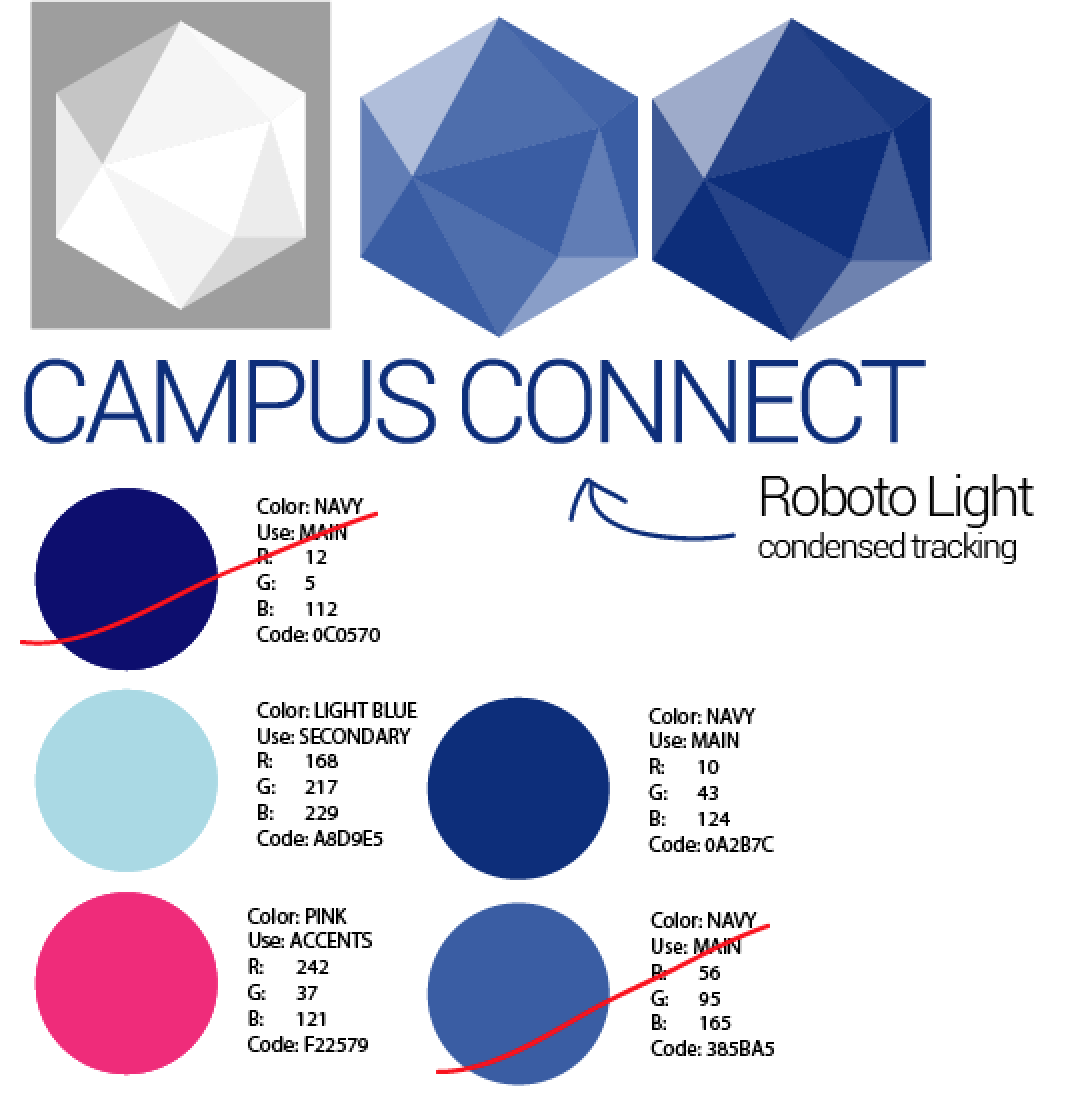 CAMPUS CONNECT
Roboto Light
condensed tracking
Color: NAVY
Use: MAIN
R: 12
G: 5
B: 112
Code: 0C0570
Color: LIGHT BLUE
Use: SECONDARY
R: 168
G: 217
B: 229
Code: A8D9E5
Color: NAVY
Use: MAIN
R: 10
G: 43
B: 124
Code: 0A2B7C
Color: PINK
Use: ACCENTS
R: 242
G: 37
B: 121
Code: F22579
Color: NAVY
Use: MAIN
R: 56
G: 95
B: 165
Code: 385BA5